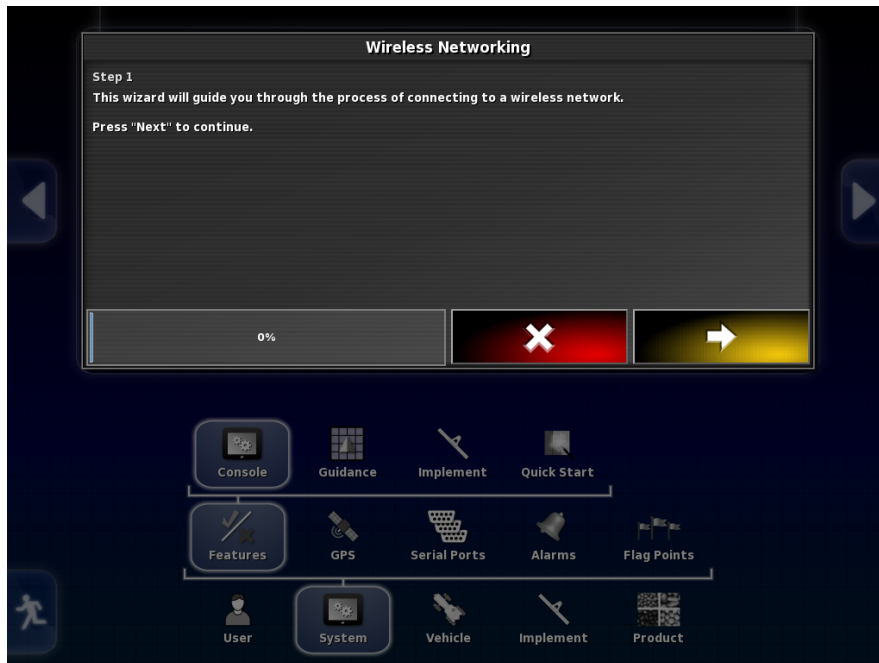 Wireless Networking
Step 1
This wizard will guide you through the process of connecting to a wireless network.
Press "Next" to continue.
0%
Console Guidance Implement Quick Start
Features GPS Serial Ports Alarms Flag Points
User System Vehicle Implement Product